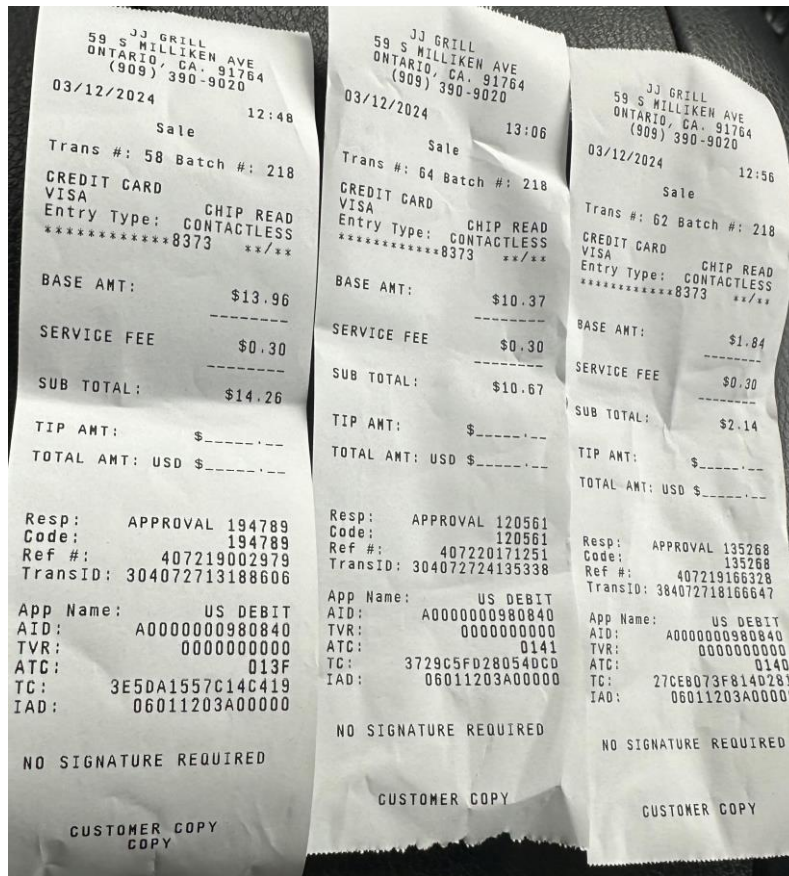 JJ GRILL
59 S MILLIKEN AVE
ONTARIO, CA. 91764
(909) 390-9020
03/12/2024
12:48
Sale
Trans #: 58 Batch #: 218
CREDIT CARD
VISA CHIP READ
Entry Type: CONTACTLESS
************8373 **/**
BASE AMT: $13.96
--------
SERVICE FEE $0.30
--------
SUB TOTAL: $14.26
TIP AMT: $_____.__
TOTAL AMT: USD $_____.__
Resp: APPROVAL 194789
Code: 194789
Ref #: 407219002979
TransID: 304072713188606
App Name: US DEBIT
AID: A0000000980840
TVR: 0000000000
ATC: 013F
TC: 3E5DA1557C14C419
IAD: 06011203A00000
NO SIGNATURE REQUIRED
CUSTOMER COPY
COPY
JJ GRILL
59 S MILLIKEN AVE
ONTARIO, CA. 91764
(909) 390-9020
03/12/2024
13:06
Sale
Trans #: 64 Batch #: 218
CREDIT CARD
VISA CHIP READ
Entry Type: CONTACTLESS
************8373 **/**
BASE AMT: $10.37
--------
SERVICE FEE $0.30
--------
SUB TOTAL: $10.67
TIP AMT: $_____.__
TOTAL AMT: USD $_____.__
Resp: APPROVAL 120561
Code: 120561
Ref #: 407220171251
TransID: 304072724135338
App Name: US DEBIT
AID: A0000000980840
TVR: 0000000000
ATC: 0141
TC: 3729C5FD28054DCD
IAD: 06011203A00000
NO SIGNATURE REQUIRED
CUSTOMER COPY
JJ GRILL
59 S MILLIKEN AVE
ONTARIO, CA. 91764
(909) 390-9020
03/12/2024
12:56
Sale
Trans #: 62 Batch #: 218
CREDIT CARD
VISA CHIP READ
Entry Type: CONTACTLESS
************8373 **/**
BASE AMT: $1.84
--------
SERVICE FEE $0.30
--------
SUB TOTAL: $2.14
TIP AMT: $_____.__
TOTAL AMT: USD $_____.__
Resp: APPROVAL 135268
Code: 135268
Ref #: 407219166328
TransID: 384072718166647
App Name: US DEBIT
AID: A0000000980840
TVR: 0000000000
ATC: 0140
TC: 27CEB073F814D281
IAD: 06011203A00000
NO SIGNATURE REQUIRED
CUSTOMER COPY